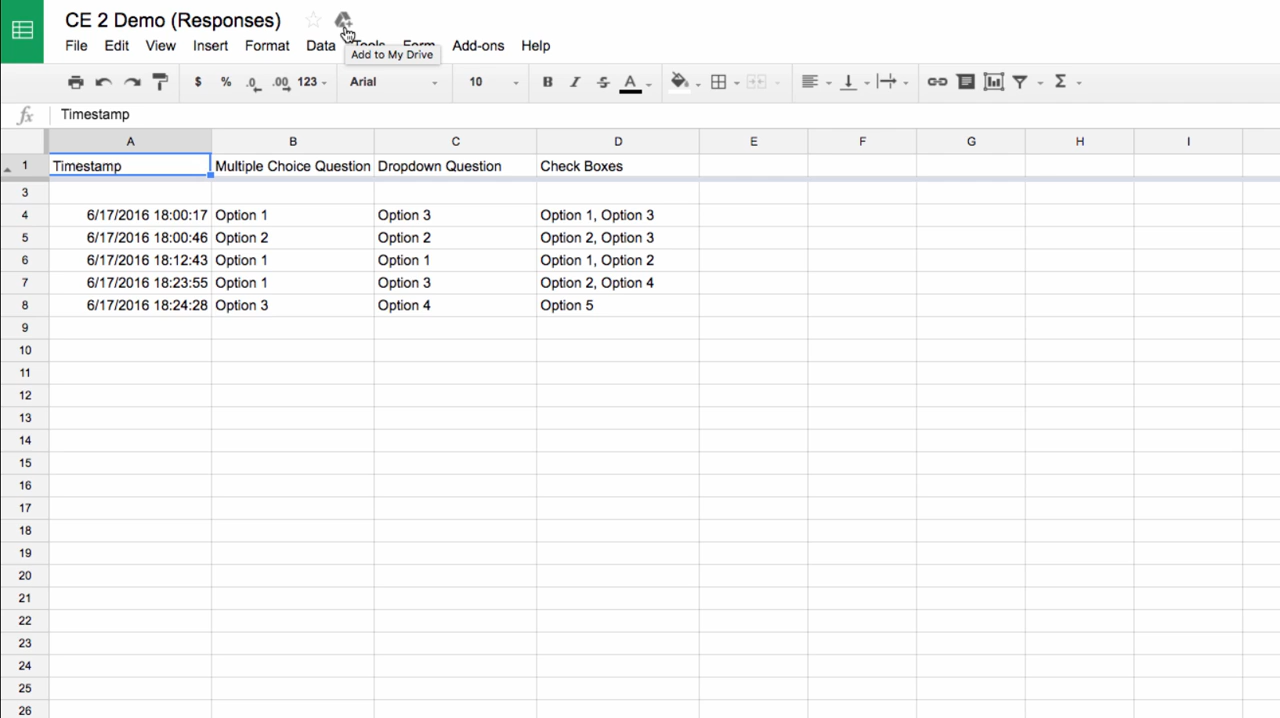 CE 2 Demo (Responses)
File Edit View Insert Format Data Tools Form Add-ons Help
Add to My Drive
$ % .0 .00 123 Arial 10 B I S A Σ
fx Timestamp
A B C D E F G H I
1 Timestamp Multiple Choice Question Dropdown Question Check Boxes
3
4 6/17/2016 18:00:17 Option 1 Option 3 Option 1, Option 3
5 6/17/2016 18:00:46 Option 2 Option 2 Option 2, Option 3
6 6/17/2016 18:12:43 Option 1 Option 1 Option 1, Option 2
7 6/17/2016 18:23:55 Option 1 Option 3 Option 2, Option 4
8 6/17/2016 18:24:28 Option 3 Option 4 Option 5
9
10
11
12
13
14
15
16
17
18
19
20
21
22
23
24
25
26